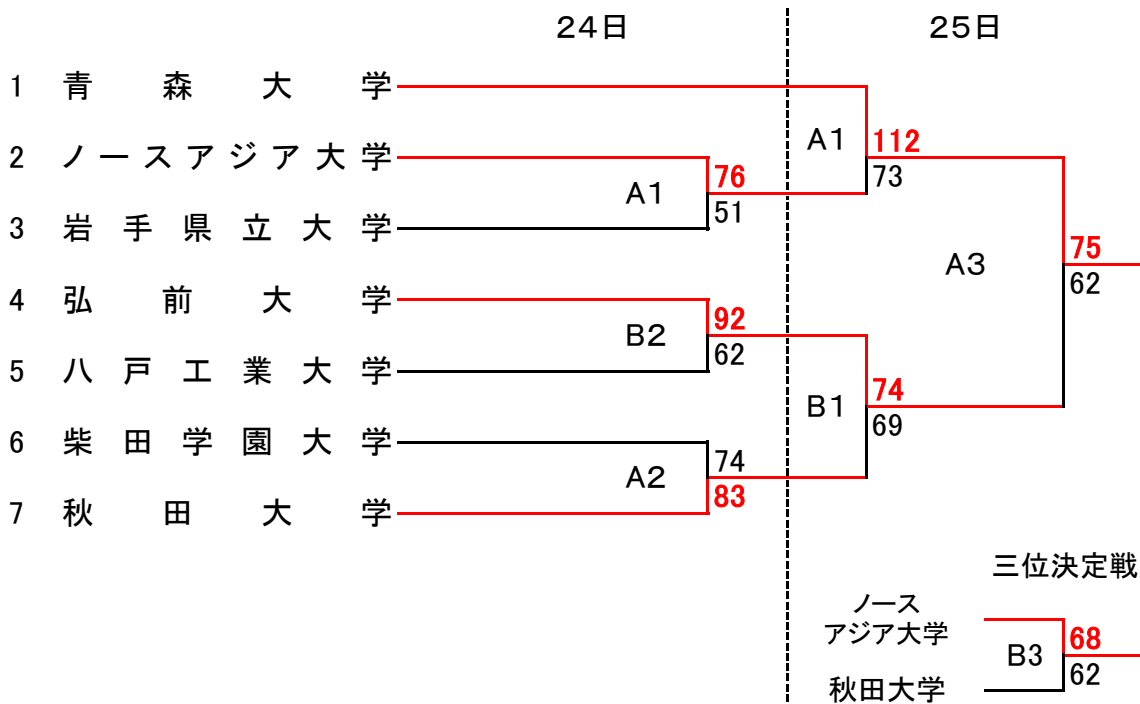 24日 25日
1 青森大学
A1 112
2 ノースアジア大学
73
76
A1
51
3 岩手県立大学
A3 75
62
4 弘前大学
92
B2
62
5 八戸工業大学
74
B1
69
6 柴田学園大学
74
A2
83
7 秋田大学
三位決定戦
ノース
アジア大学
68
B3
62
秋田大学